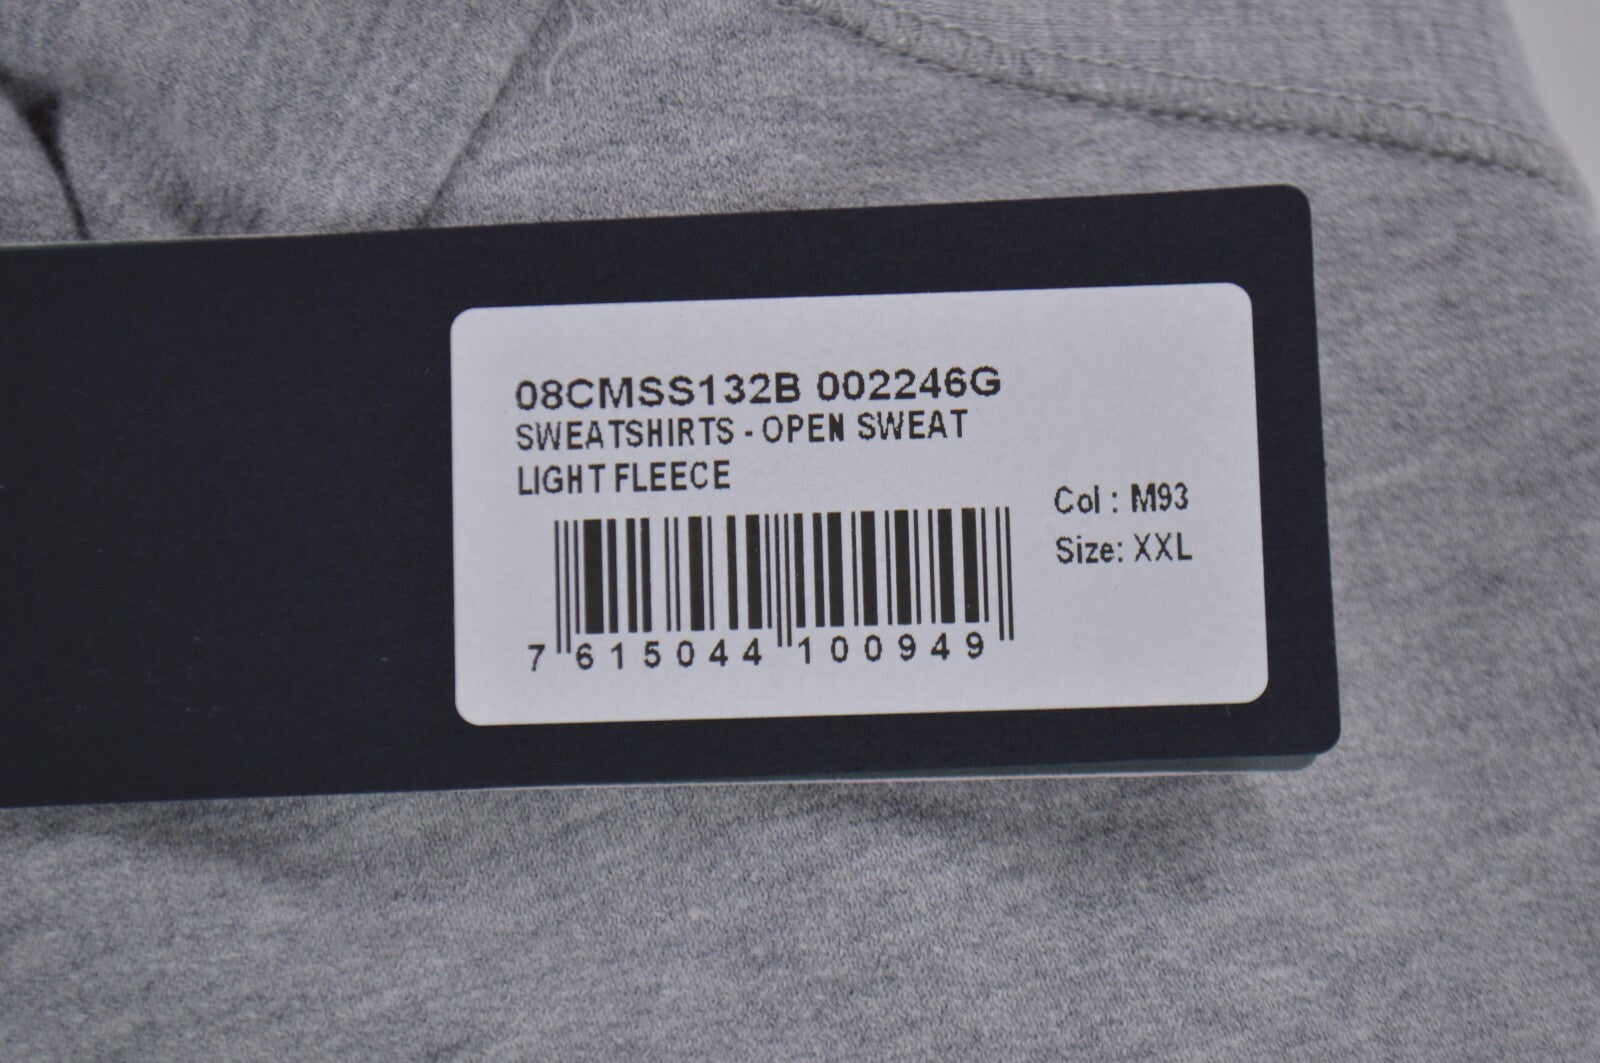 08CMSS132B 002246G
SWEATSHIRTS - OPEN SWEAT
LIGHT FLEECE
Col : M93
Size: XXL
7 615044 100949